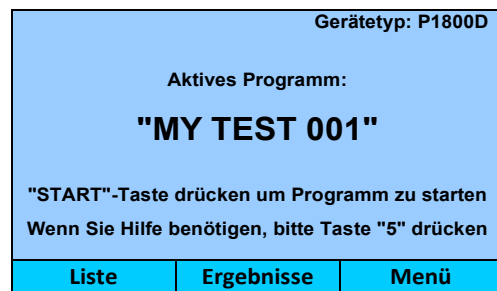 Gerätetyp: P1800D
Aktives Programm:
"MY TEST 001"
"START"-Taste drücken um Programm zu starten
Wenn Sie Hilfe benötigen, bitte Taste "5" drücken
Liste Ergebnisse Menü